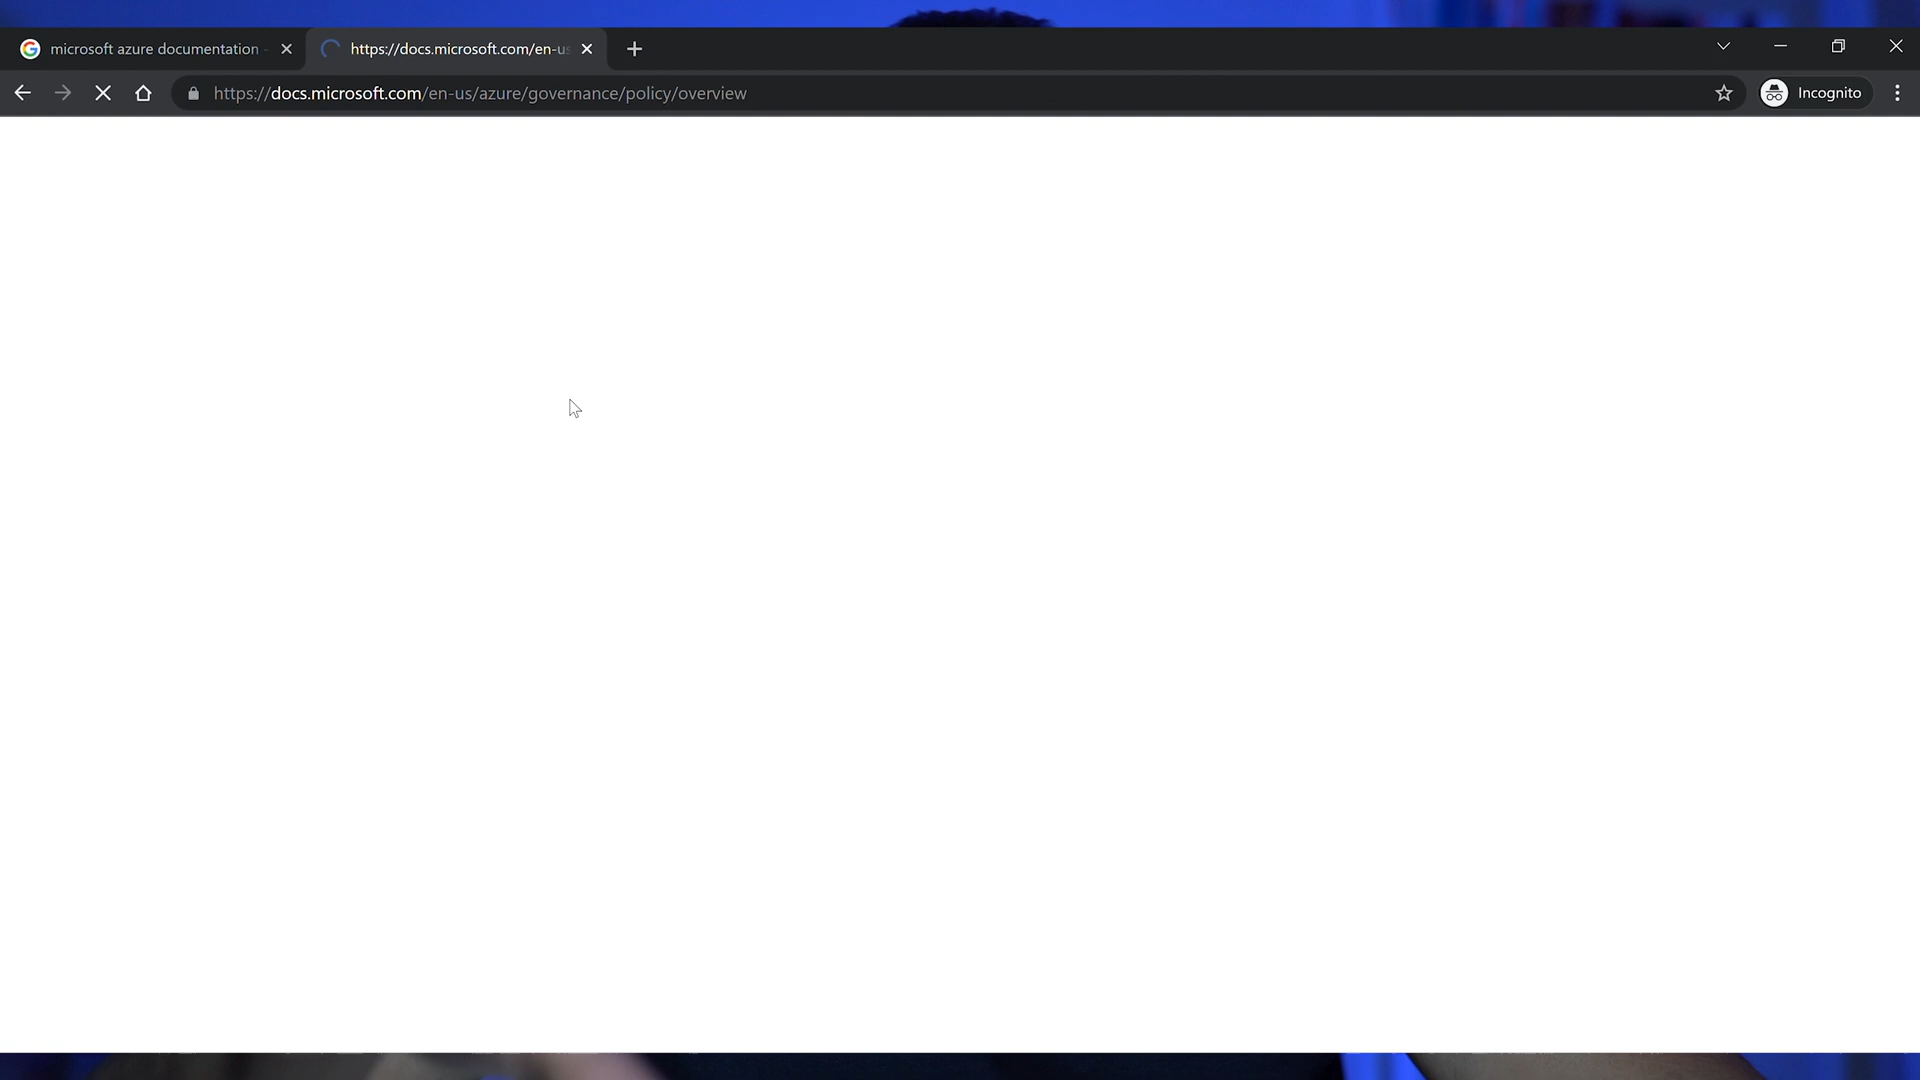 microsoft azure documentation -
https://docs.microsoft.com/en-us
https://docs.microsoft.com/en-us/azure/governance/policy/overview
Incognito